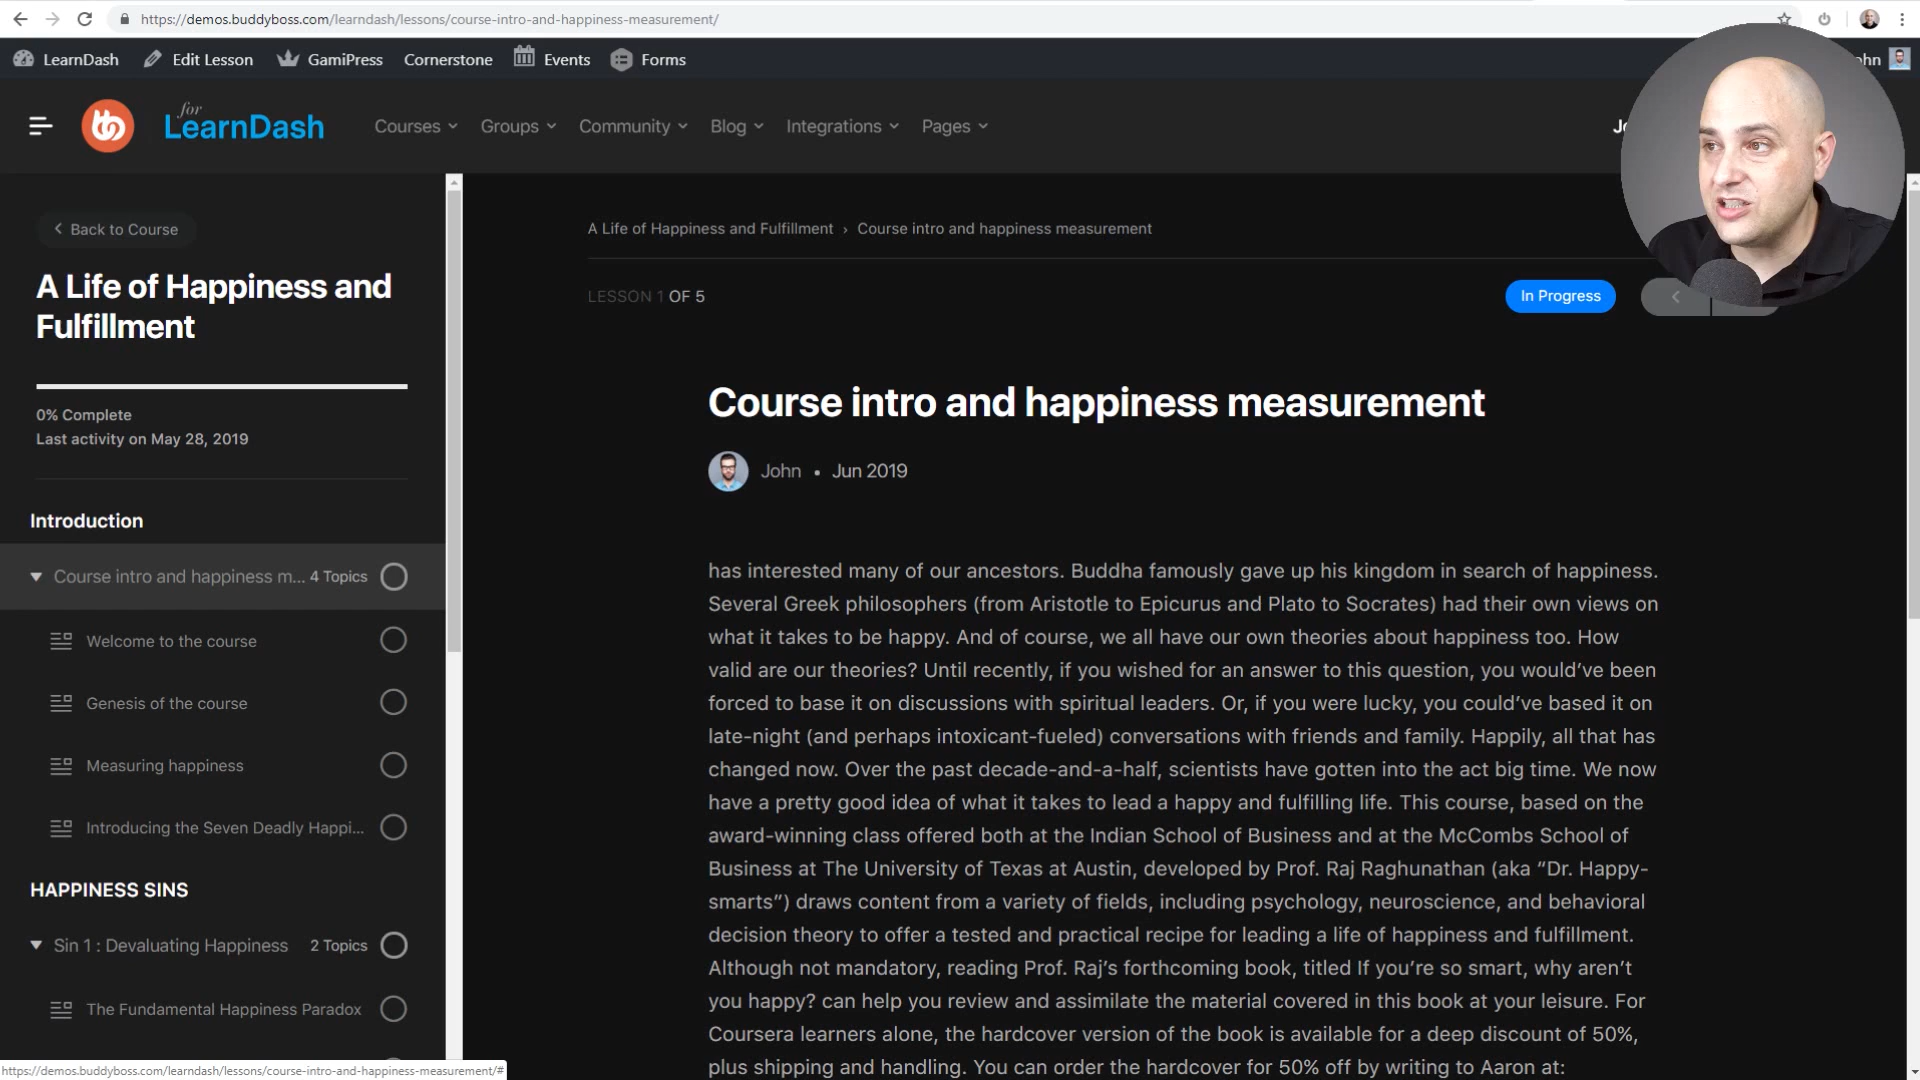 https://demos.buddyboss.com/learndash/lessons/course-intro-and-happiness-measurement/
LearnDash Edit Lesson GamiPress Cornerstone Events Forms
for
LearnDash Courses Groups Community Blog Integrations Pages
Back to Course
A Life of Happiness and
Fulfillment
0% Complete
Last activity on May 28, 2019
Introduction
Course intro and happiness m... 4 Topics
Welcome to the course
Genesis of the course
Measuring happiness
Introducing the Seven Deadly Happi...
HAPPINESS SINS
Sin 1 : Devaluating Happiness 2 Topics
The Fundamental Happiness Paradox
https://demos.buddyboss.com/learndash/lessons/course-intro-and-happiness-measurement/#
A Life of Happiness and Fulfillment › Course intro and happiness measurement
LESSON 1 OF 5
In Progress
Course intro and happiness measurement
John • Jun 2019
has interested many of our ancestors. Buddha famously gave up his kingdom in search of happiness.
Several Greek philosophers (from Aristotle to Epicurus and Plato to Socrates) had their own views on
what it takes to be happy. And of course, we all have our own theories about happiness too. How
valid are our theories? Until recently, if you wished for an answer to this question, you would’ve been
forced to base it on discussions with spiritual leaders. Or, if you were lucky, you could’ve based it on
late-night (and perhaps intoxicant-fueled) conversations with friends and family. Happily, all that has
changed now. Over the past decade-and-a-half, scientists have gotten into the act big time. We now
have a pretty good idea of what it takes to lead a happy and fulfilling life. This course, based on the
award-winning class offered both at the Indian School of Business and at the McCombs School of
Business at The University of Texas at Austin, developed by Prof. Raj Raghunathan (aka “Dr. Happy-
smarts”) draws content from a variety of fields, including psychology, neuroscience, and behavioral
decision theory to offer a tested and practical recipe for leading a life of happiness and fulfillment.
Although not mandatory, reading Prof. Raj’s forthcoming book, titled If you’re so smart, why aren’t
you happy? can help you review and assimilate the material covered in this book at your leisure. For
Coursera learners alone, the hardcover version of the book is available for a deep discount of 50%,
plus shipping and handling. You can order the hardcover for 50% off by writing to Aaron at: